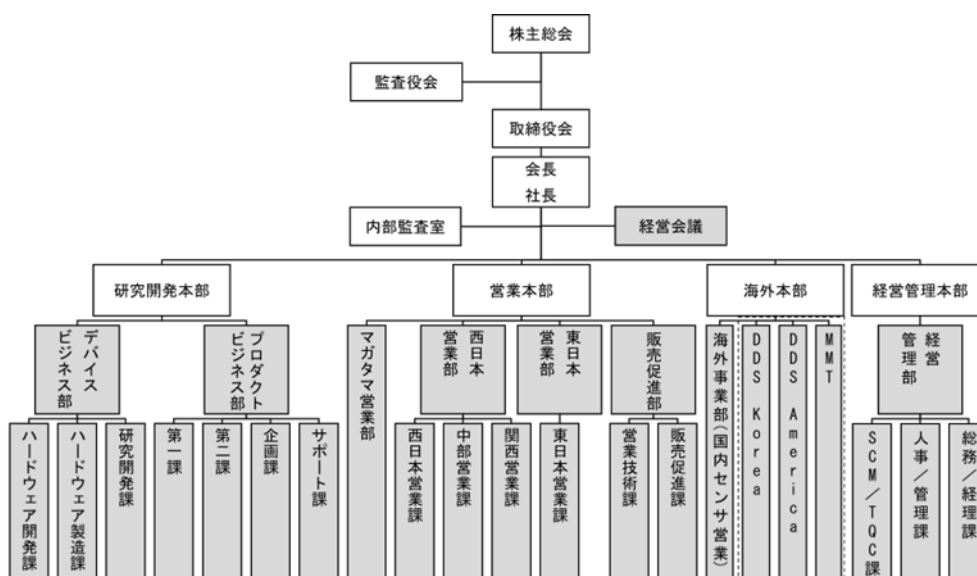 株主総会
監査役会
取締役会
会長
社長
内部監査室
経営会議
研究開発本部
営業本部
海外本部
経営管理本部
デバイス
ビジネス部
プロダクト
ビジネス部
マガタマ営業部
西日本
営業部
東日本
営業部
販売促進部
海外事業部(国内センサ営業)
DDS Korea
DDS America
MMT
経営
管理部
ハードウェア開発課
ハードウェア製造課
研究開発課
第一課
第二課
企画課
サポート課
西日本営業課
中部営業課
関西営業課
東日本営業課
営業技術課
販売促進課
SCM/TQC課
人事/管理課
総務/経理課